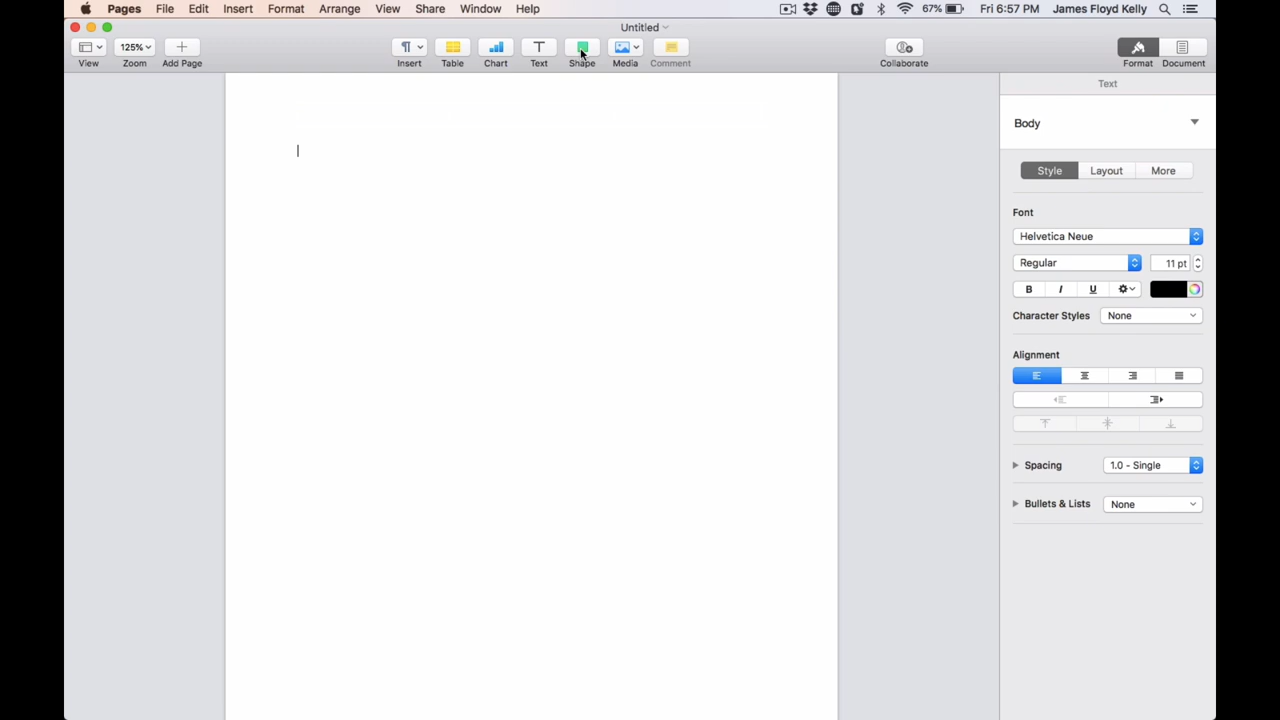 Pages File Edit Insert Format Arrange View Share Window Help 67% Fri 6:57 PM James Floyd Kelly
Untitled
125%
View Zoom Add Page Insert Table Chart Text Shape Media Comment Collaborate Format Document
Text
Body
Style Layout More
Font
Helvetica Neue
Regular 11 pt
B I U
Character Styles None
Alignment
Spacing 1.0 - Single
Bullets & Lists None